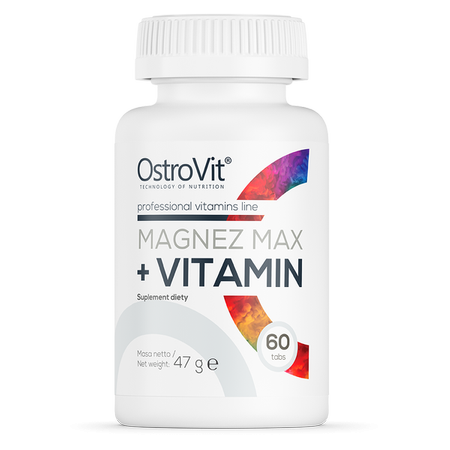 OstroVit®
TECHNOLOGY OF NUTRITION
professional vitamins line
MAGNEZ MAX
+ VITAMIN
Suplement diety
60
tabs
Masa netto /
Net weight: 47 g e